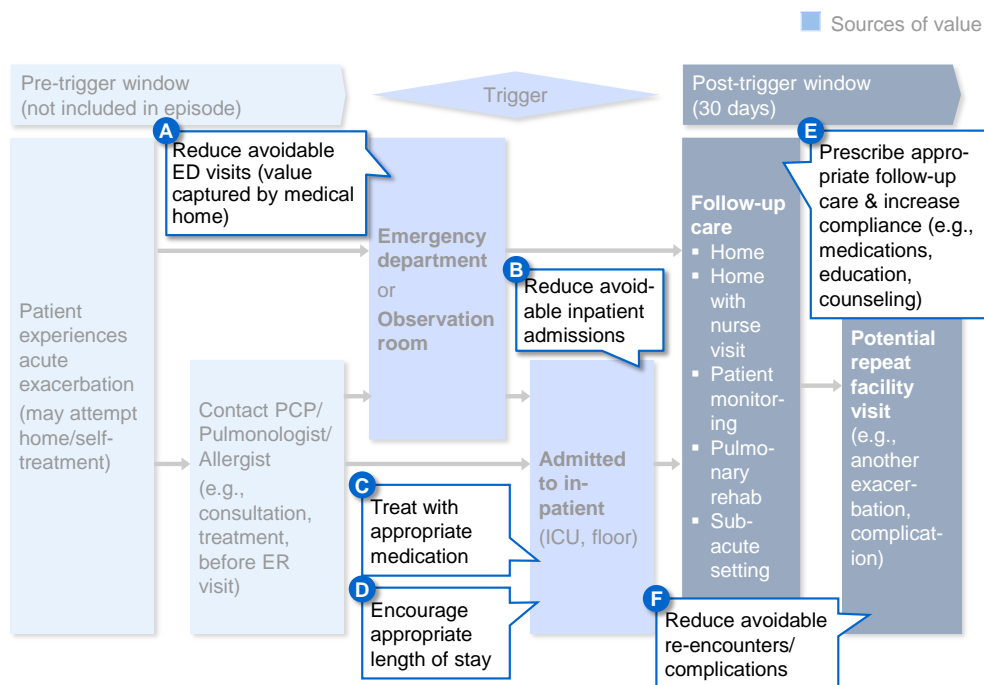 Sources of value
Pre-trigger window
(not included in episode)
Trigger
Post-trigger window
(30 days)
A
Reduce avoidable
ED visits (value
captured by medical
home)
Patient
experiences
acute
exacerbation
(may attempt
home/self-
treatment)
Contact PCP/
Pulmonologist/
Allergist
(e.g.,
consultation,
treatment,
before ER
visit)
Emergency
department
or
Observation
room
B
Reduce avoid-
able inpatient
admissions
C
Treat with
appropriate
medication
D
Encourage
appropriate
length of stay
Admitted
to in-
patient
(ICU, floor)
Follow-up
care
▪ Home
▪ Home
with
nurse
visit
▪ Patient
monitor-
ing
▪ Pulmo-
nary
rehab
▪ Sub-
acute
setting
E
Prescribe appro-
priate follow-up
care & increase
compliance (e.g.,
medications,
education,
counseling)
Potential
repeat
facility
visit
(e.g.,
another
exacer-
bation,
complicat-
ion)
F
Reduce avoidable
re-encounters/
complications